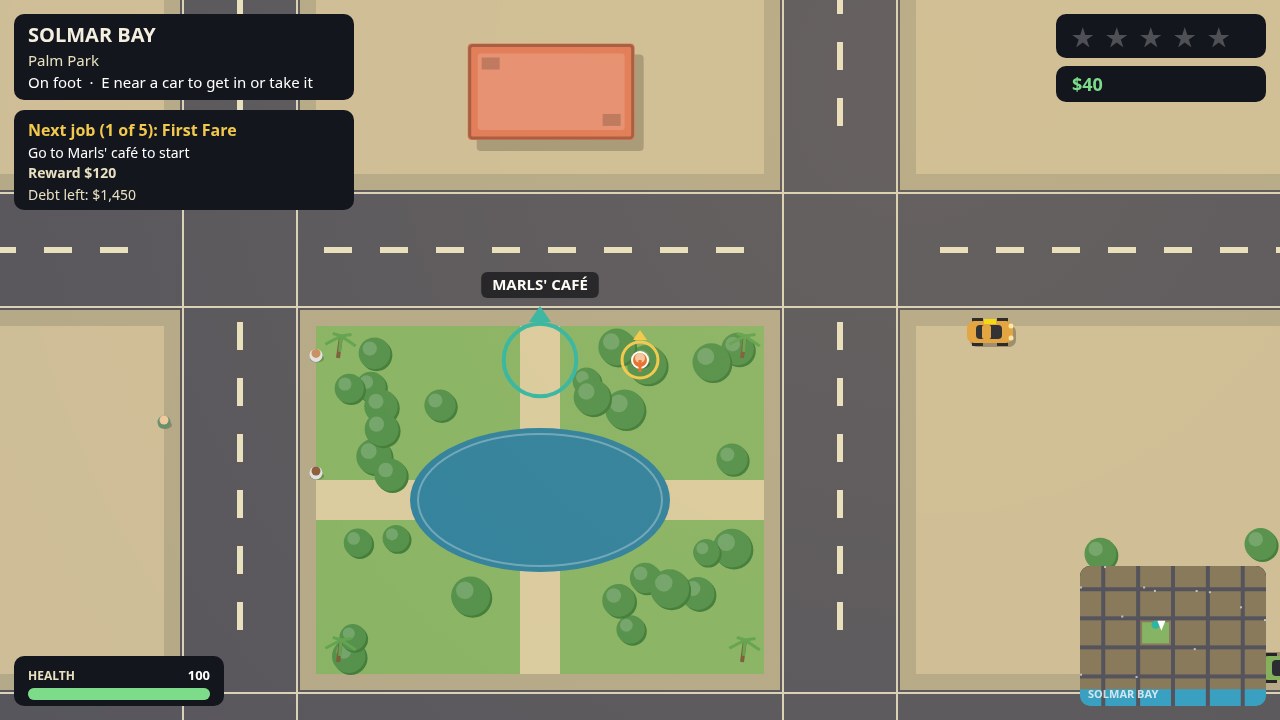 SOLMAR BAY
Palm Park
On foot · E near a car to get in or take it
Next job (1 of 5): First Fare
Go to Marls' café to start
Reward $120
Debt left: $1,450
$40
MARLS' CAFÉ
HEALTH 100
SOLMAR BAY